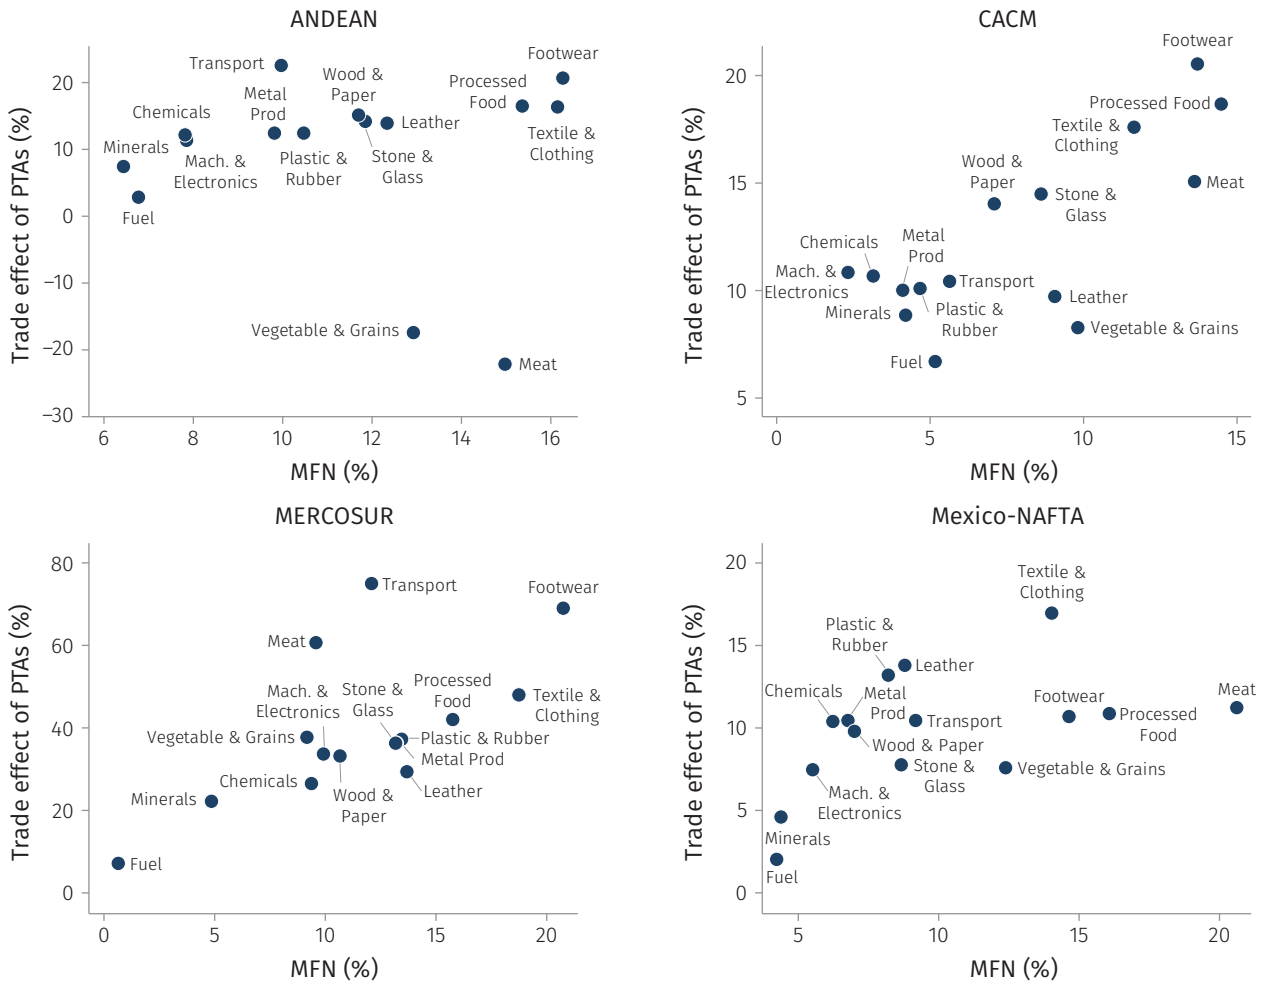 ANDEAN
Trade effect of PTAs (%)
20
10
0
−10
−20
−30
Transport
Footwear
Wood &
Paper
Processed
Food
Metal
Prod
Chemicals
Leather
Textile &
Clothing
Minerals
Mach. &
Electronics
Plastic &
Rubber
Stone &
Glass
Fuel
Vegetable & Grains
Meat
6
8
10
12
14
16
MFN (%)
CACM
Trade effect of PTAs (%)
20
15
10
5
Footwear
Processed Food
Textile &
Clothing
Wood &
Paper
Meat
Stone &
Glass
Metal
Prod
Chemicals
Mach. &
Electronics
Transport
Leather
Minerals
Plastic &
Rubber
Vegetable & Grains
Fuel
0
5
10
15
MFN (%)
MERCOSUR
Trade effect of PTAs (%)
80
60
40
20
0
Transport
Footwear
Meat
Processed
Food
Stone &
Glass
Mach. &
Electronics
Textile &
Clothing
Vegetable & Grains
Plastic & Rubber
Metal Prod
Chemicals
Leather
Minerals
Wood &
Paper
Fuel
0
5
10
15
20
MFN (%)
Mexico-NAFTA
Trade effect of PTAs (%)
20
15
10
5
0
Textile &
Clothing
Plastic &
Rubber
Leather
Chemicals
Metal
Prod
Footwear
Meat
Transport
Processed
Food
Wood & Paper
Stone &
Glass
Vegetable & Grains
Mach. &
Electronics
Minerals
Fuel
5
10
15
20
MFN (%)